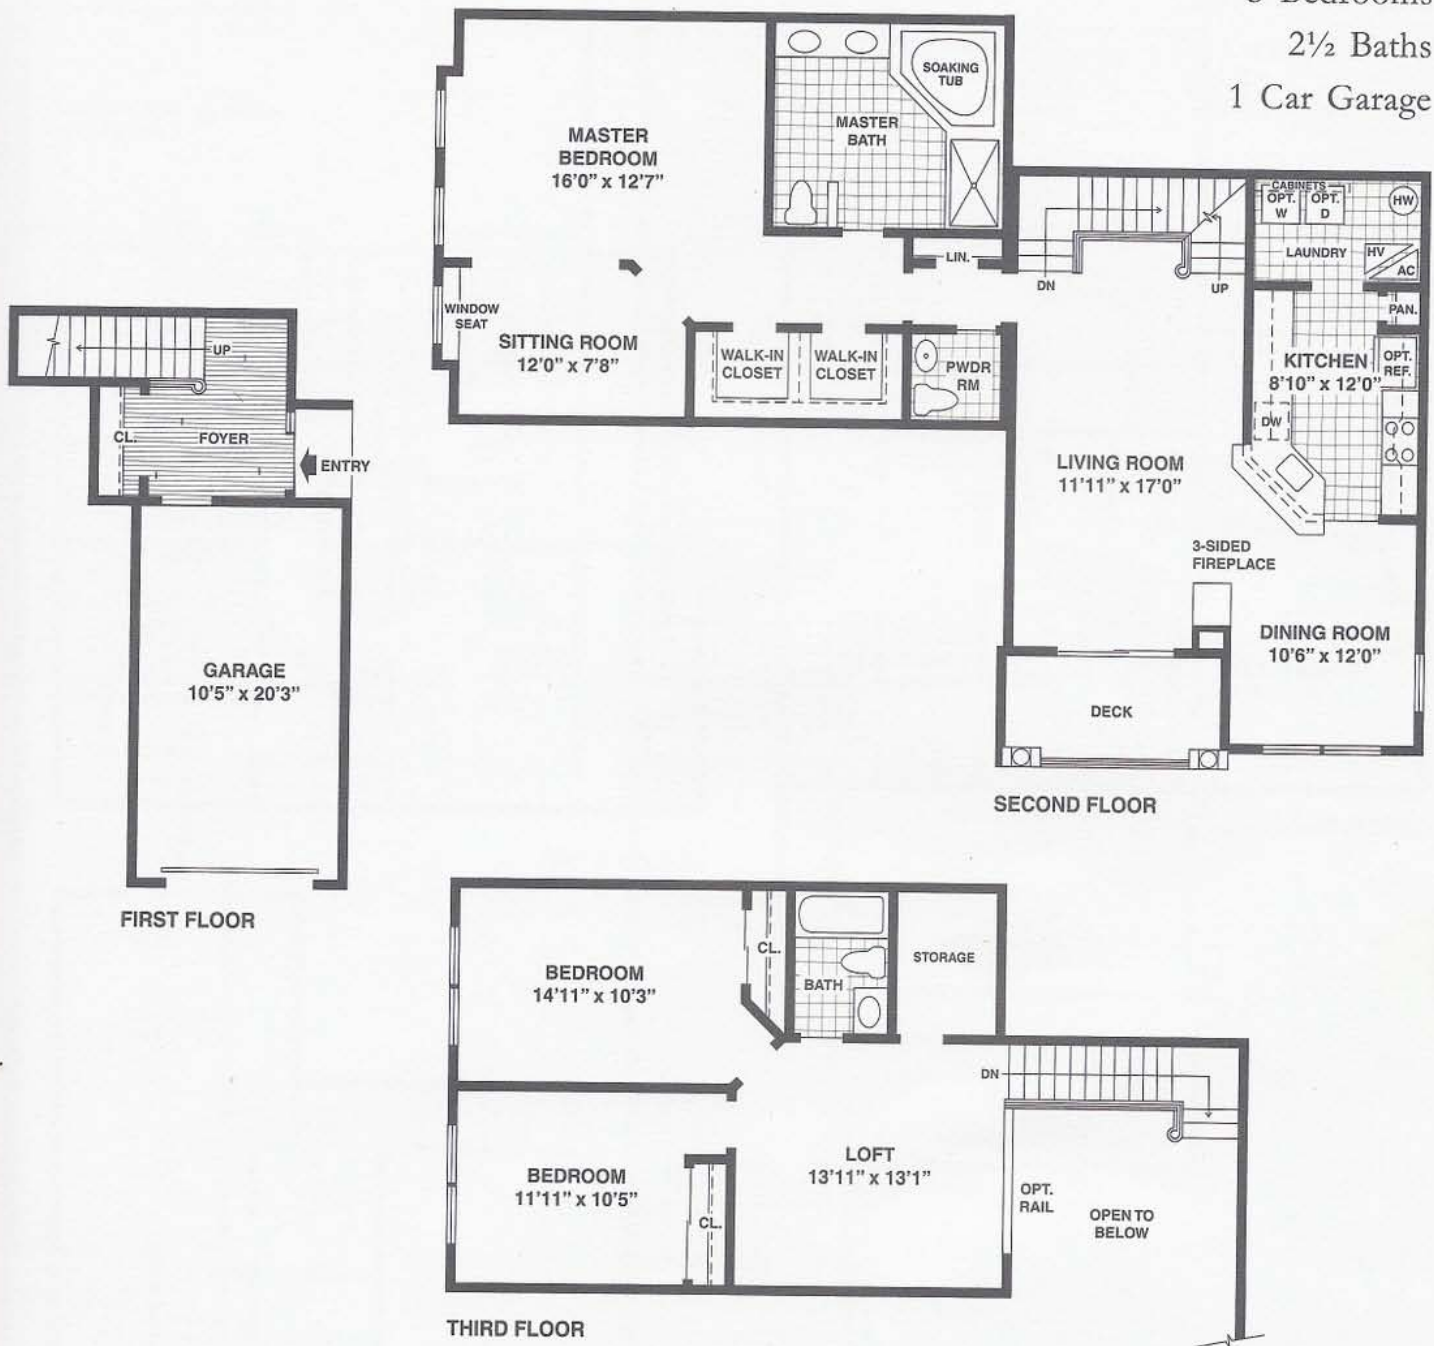 Bedrooms
2½ Baths
1 Car Garage
MASTER
BEDROOM
16'0" x 12'7"
SOAKING
TUB
MASTER
BATH
LIN.
WINDOW
SEAT
SITTING ROOM
12'0" x 7'8"
WALK-IN
CLOSET
WALK-IN
CLOSET
PWDR
RM
DN
UP
CABINETS
OPT.
W
OPT.
D
HW
LAUNDRY
HV
AC
PAN.
KITCHEN
8'10" x 12'0"
OPT.
REF.
DW
LIVING ROOM
11'11" x 17'0"
3-SIDED
FIREPLACE
DINING ROOM
10'6" x 12'0"
DECK
SECOND FLOOR
UP
CL.
FOYER
ENTRY
GARAGE
10'5" x 20'3"
FIRST FLOOR
BEDROOM
14'11" x 10'3"
CL.
BATH
STORAGE
DN
BEDROOM
11'11" x 10'5"
CL.
LOFT
13'11" x 13'1"
OPT.
RAIL
OPEN TO
BELOW
THIRD FLOOR